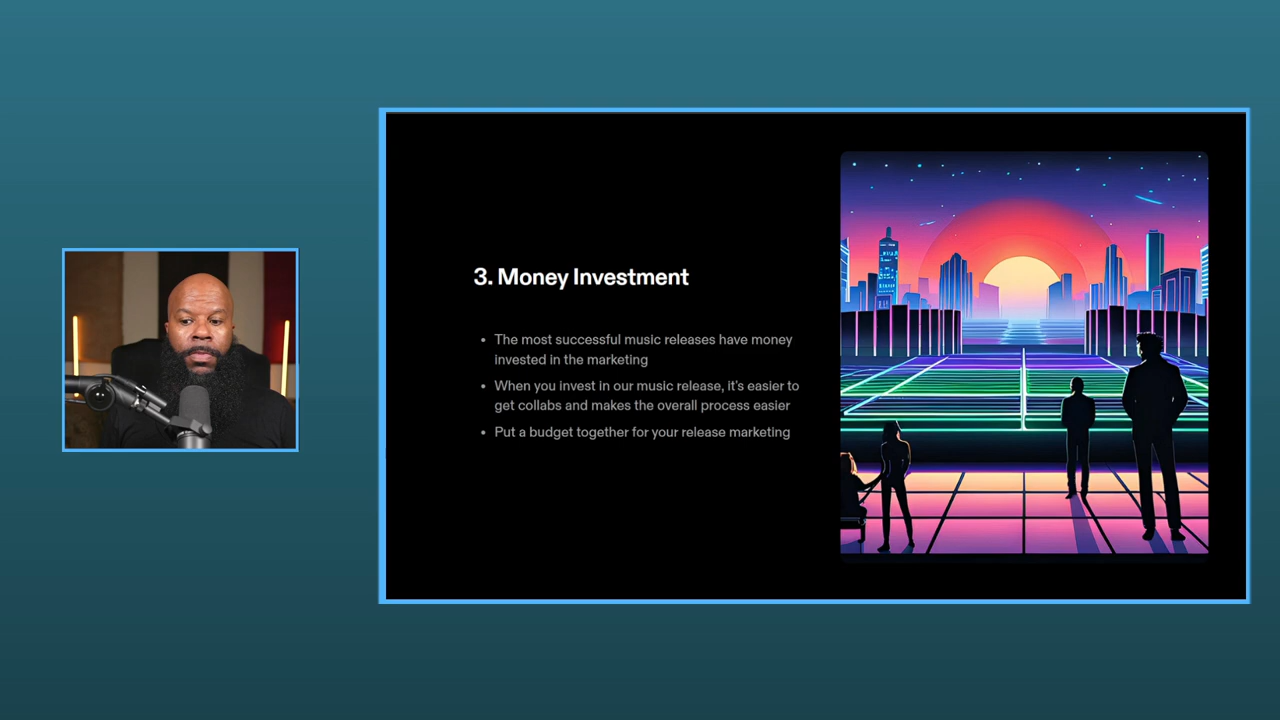 3. Money Investment
• The most successful music releases have money
invested in the marketing
• When you invest in our music release, it's easier to
get collabs and makes the overall process easier
• Put a budget together for your release marketing